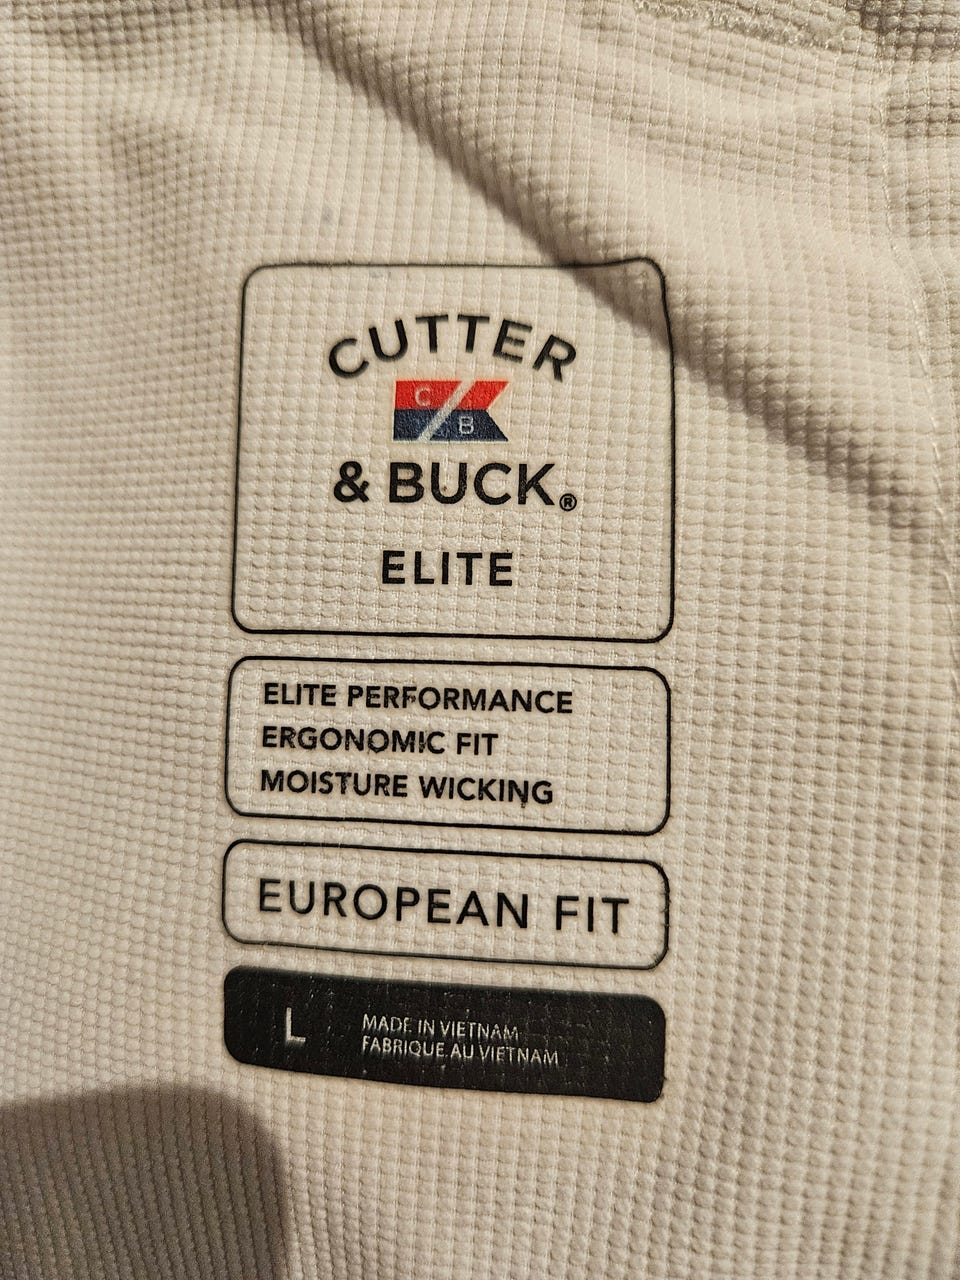 CUTTER
C
B
& BUCK®
ELITE
ELITE PERFORMANCE
ERGONOMIC FIT
MOISTURE WICKING
EUROPEAN FIT
L
MADE IN VIETNAM
FABRIQUE AU VIETNAM